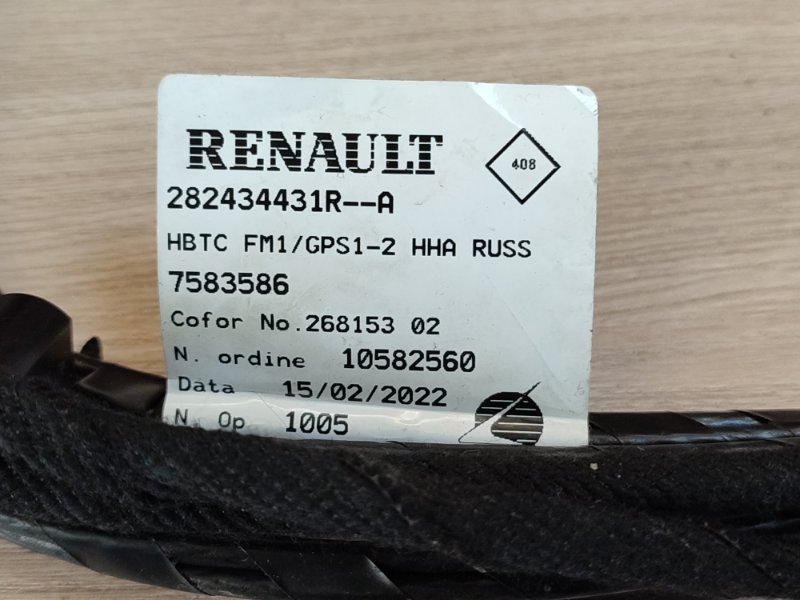 RENAULT
408
282434431R--A
HBTC FM1/GPS1-2 HHA RUSS
7583586
Cofor No.268153 02
N. ordine 10582560
Data 15/02/2022
N. Op 1005